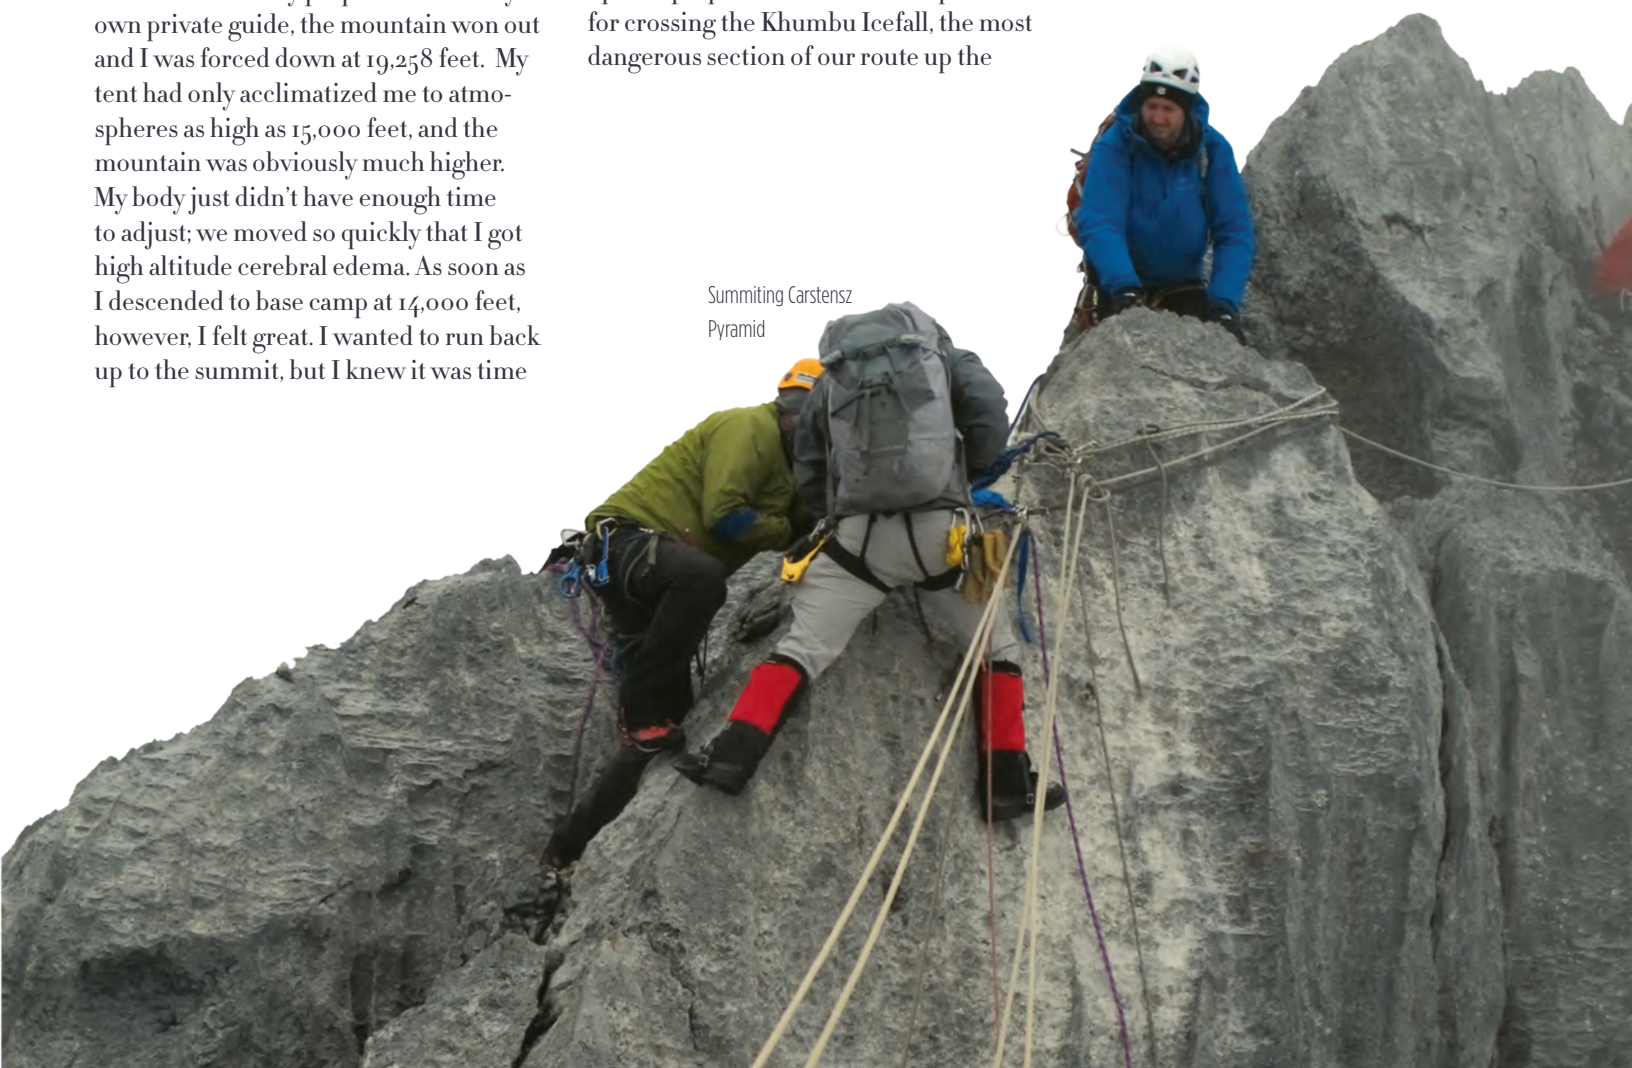 own private guide, the mountain won out
and I was forced down at 19,258 feet.  My
tent had only acclimatized me to atmo-
spheres as high as 15,000 feet, and the
mountain was obviously much higher.
My body just didn't have enough time
to adjust; we moved so quickly that I got
high altitude cerebral edema. As soon as
I descended to base camp at 14,000 feet,
however, I felt great. I wanted to run back
up to the summit, but I knew it was time
for crossing the Khumbu Icefall, the most
dangerous section of our route up the
Summiting Carstensz
Pyramid